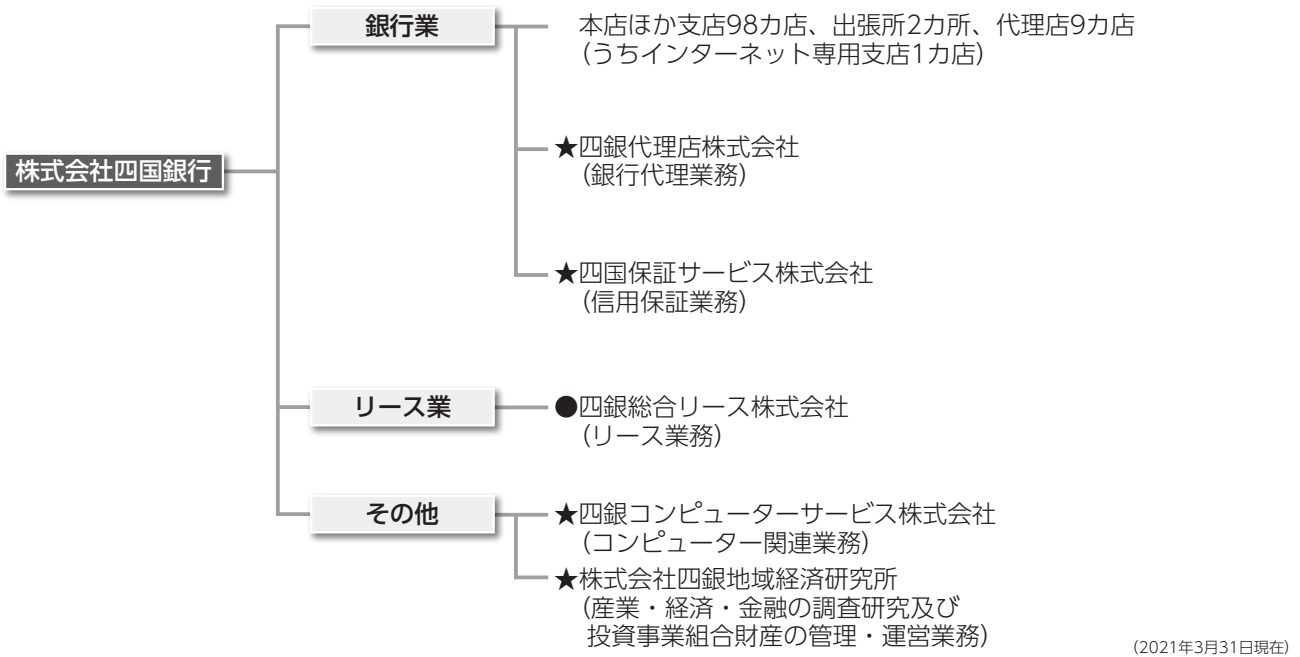 株式会社四国銀行
銀行業
本店ほか支店98カ店、出張所2カ所、代理店9カ店
(うちインターネット専用支店1カ店)
★四銀代理店株式会社
(銀行代理業務)
★四国保証サービス株式会社
(信用保証業務)
リース業
●四銀総合リース株式会社
(リース業務)
その他
★四銀コンピューターサービス株式会社
(コンピューター関連業務)
★株式会社四銀地域経済研究所
(産業・経済・金融の調査研究及び
投資事業組合財産の管理・運営業務)
(2021年3月31日現在)